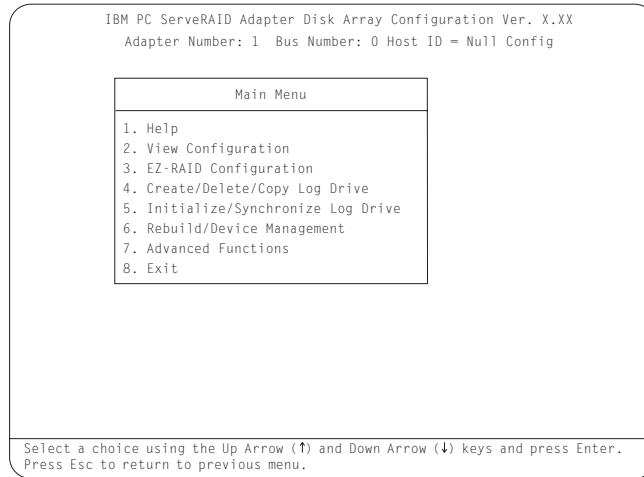 IBM PC ServeRAID Adapter Disk Array Configuration Ver. X.XX
Adapter Number: 1 Bus Number: 0 Host ID = Null Config
Main Menu
1. Help
2. View Configuration
3. EZ-RAID Configuration
4. Create/Delete/Copy Log Drive
5. Initialize/Synchronize Log Drive
6. Rebuild/Device Management
7. Advanced Functions
8. Exit
Select a choice using the Up Arrow (↑) and Down Arrow (↓) keys and press Enter.
Press Esc to return to previous menu.